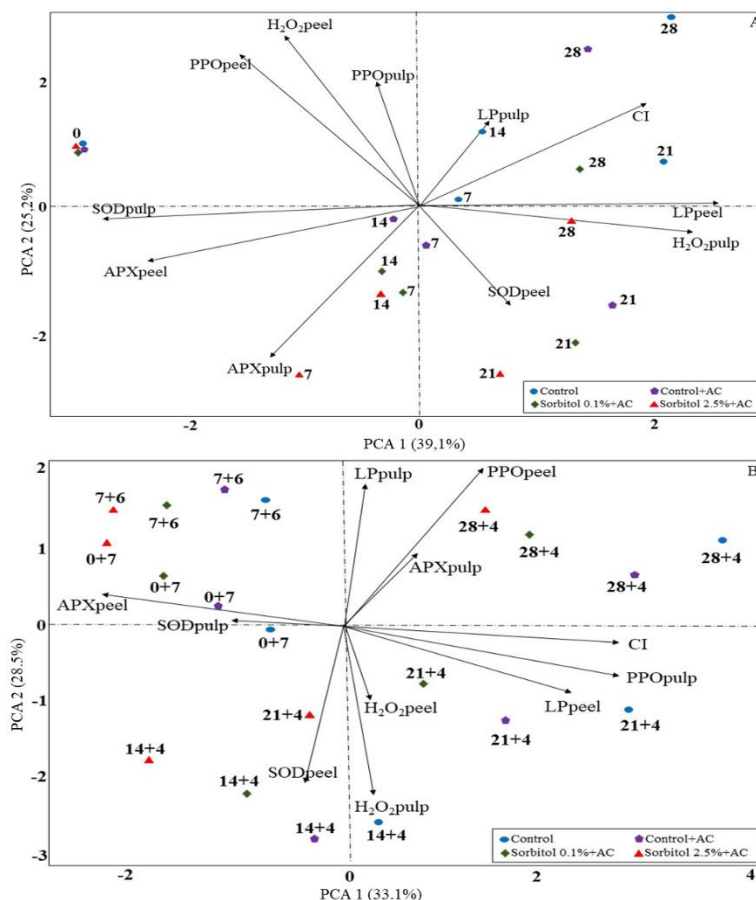 A
H₂O₂peel
28
28
PPOpeel
2
PPOpulp
LPpulp
14
CI
0
28
21
7
0
LPpeel
SODpulp
14
28
H₂O₂pulp
7
APXpeel
14
7
SODpeel
14
21
-2
APXpulp
7
21
21
Control
Control+AC
Sorbitol 0.1%+AC
Sorbitol 2.5%+AC
-2
0
2
PCA 1 (39,1%)
PCA 2 (25,2%)
B
2
LPpulp
PPOpeel
7+6
7+6
7+6
7+6
28+4
28+4
28+4
28+4
1
0+7
0+7
APXpulp
APXpeel
0+7
SODpulp
0
0+7
CI
PPOpulp
21+4
H₂O₂peel
LPpeel
-1
21+4
21+4
21+4
14+4
SODpeel
-2
14+4
H₂O₂pulp
14+4
14+4
-3
Control
Control+AC
Sorbitol 0.1%+AC
Sorbitol 2.5%+AC
-2
0
2
4
PCA 1 (33.1%)
PCA 2 (28.5%)